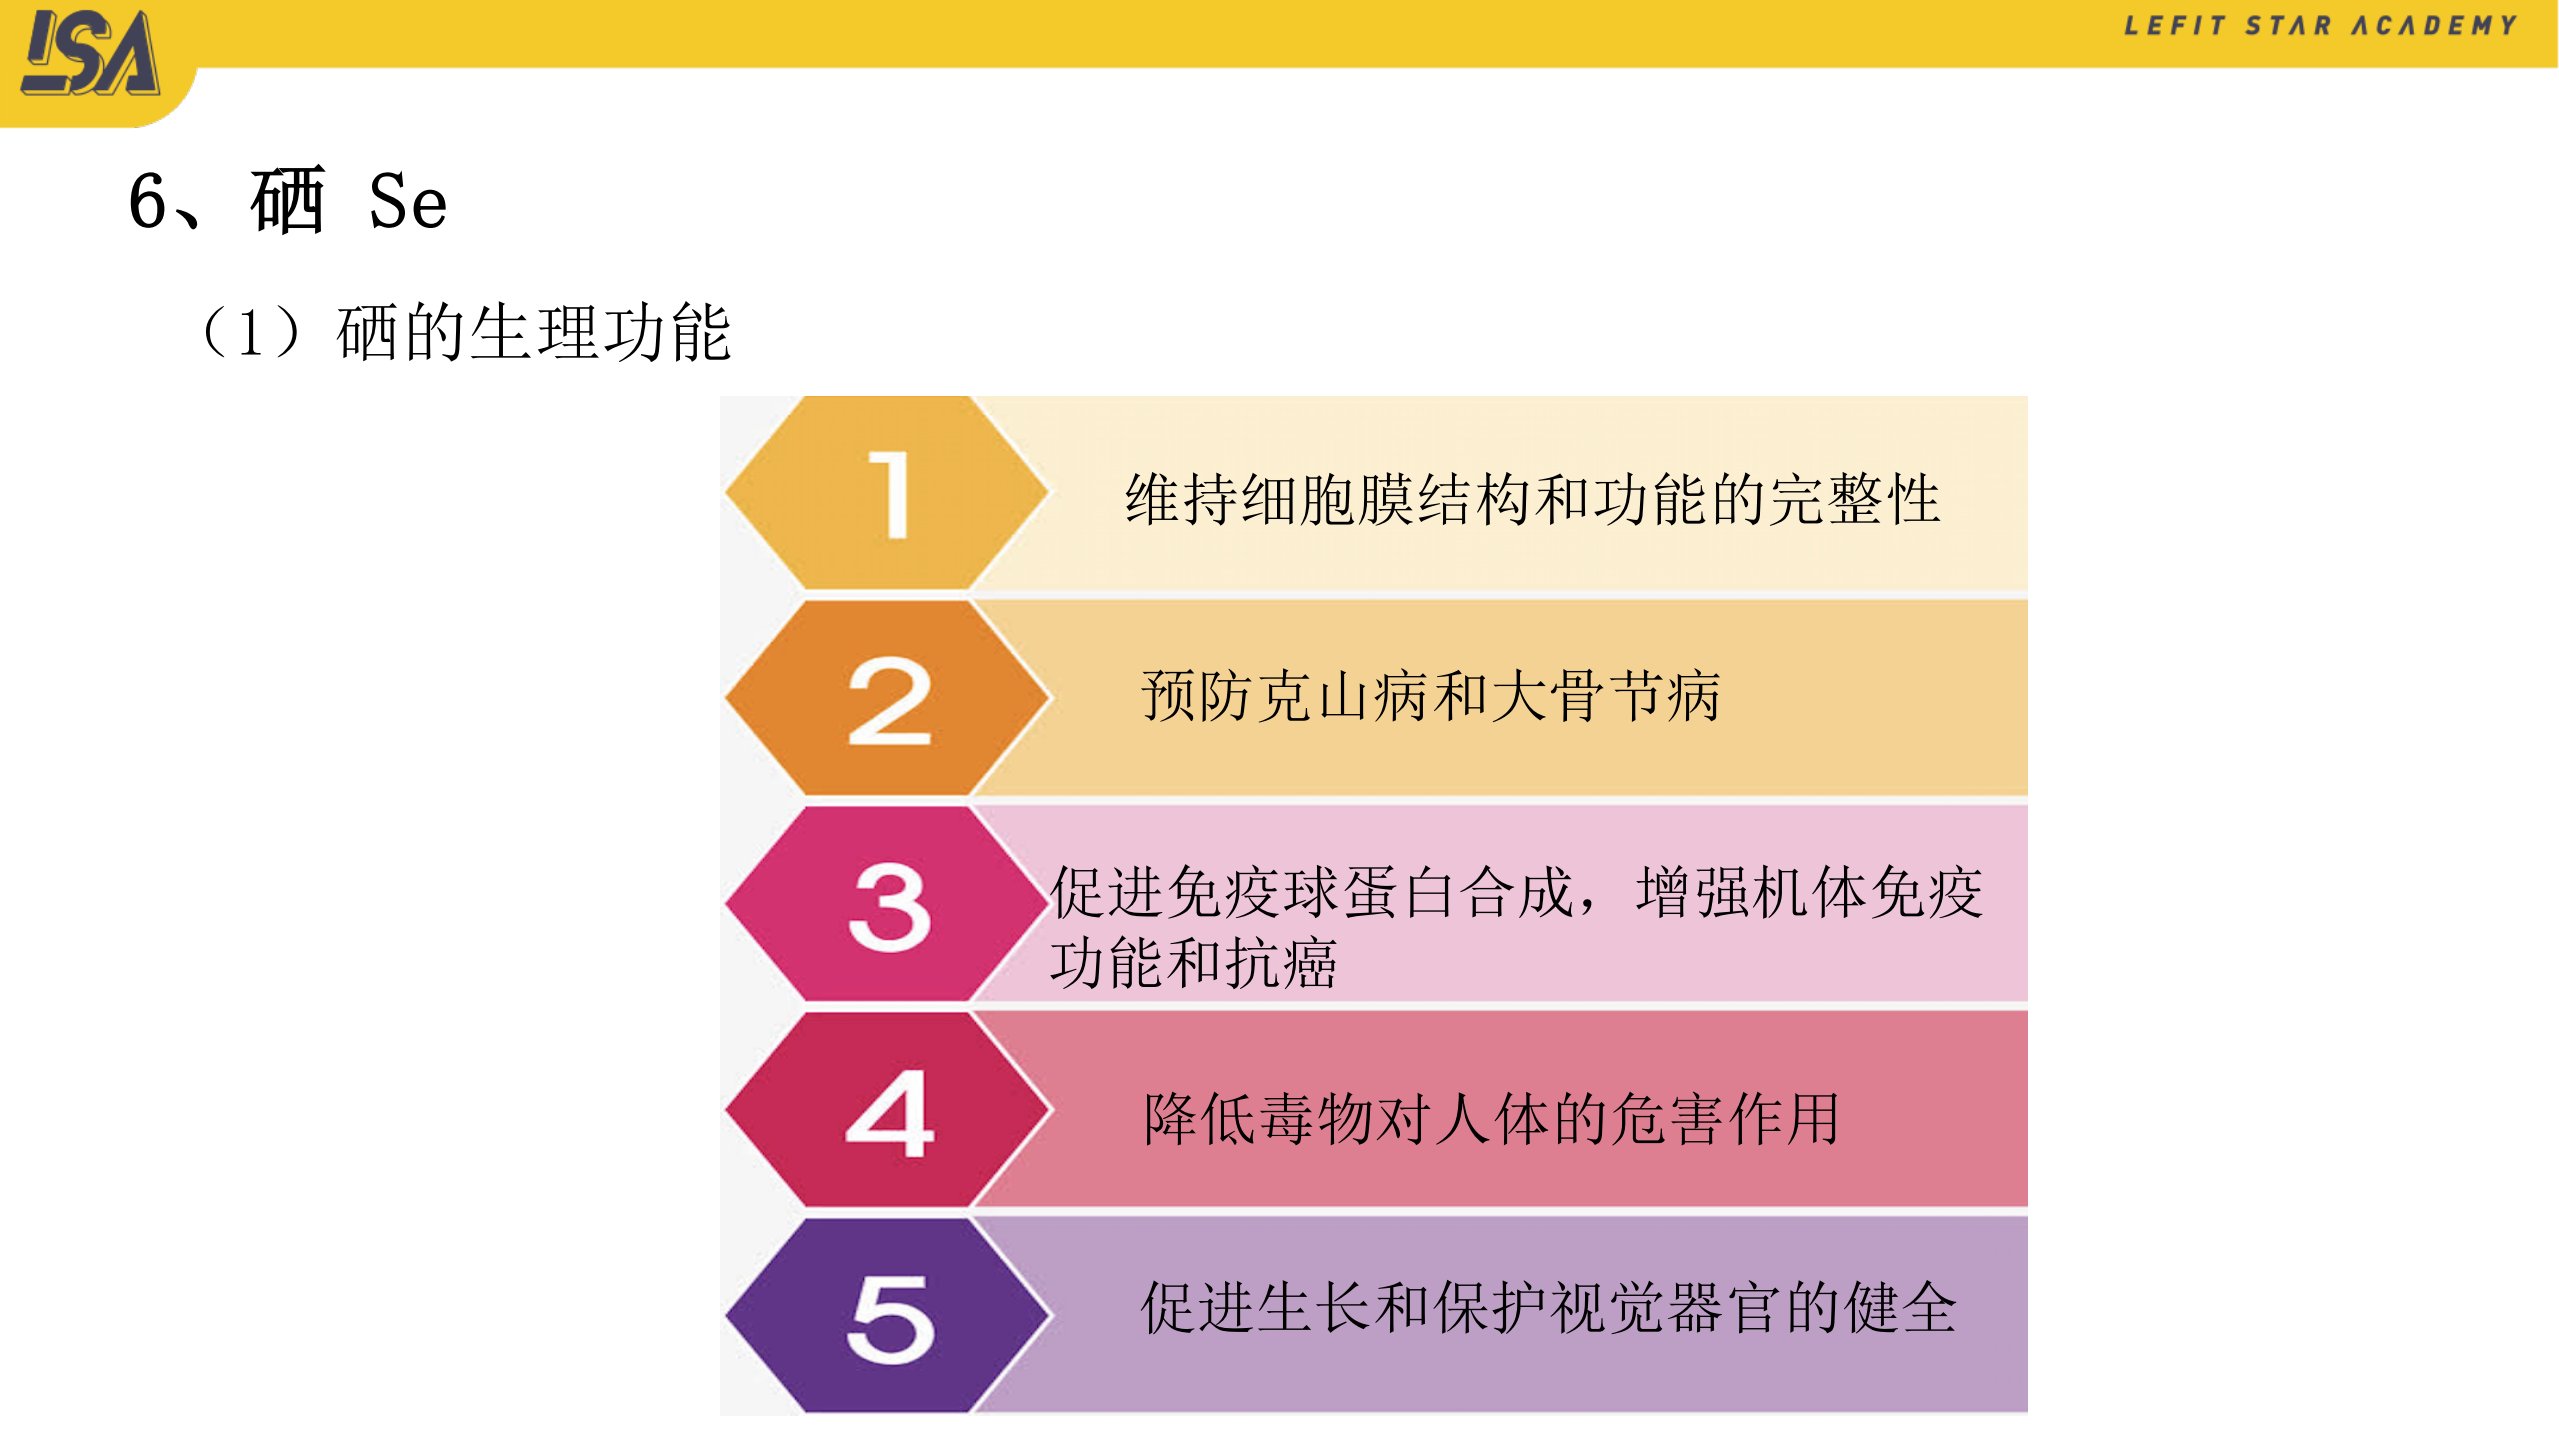 LSA
LEFIT STAR ACADEMY
6、硒 Se
（1）硒的生理功能
1
维持细胞膜结构和功能的完整性
2
预防克山病和大骨节病
3
促进免疫球蛋白合成，增强机体免疫
功能和抗癌
4
降低毒物对人体的危害作用
5
促进生长和保护视觉器官的健全